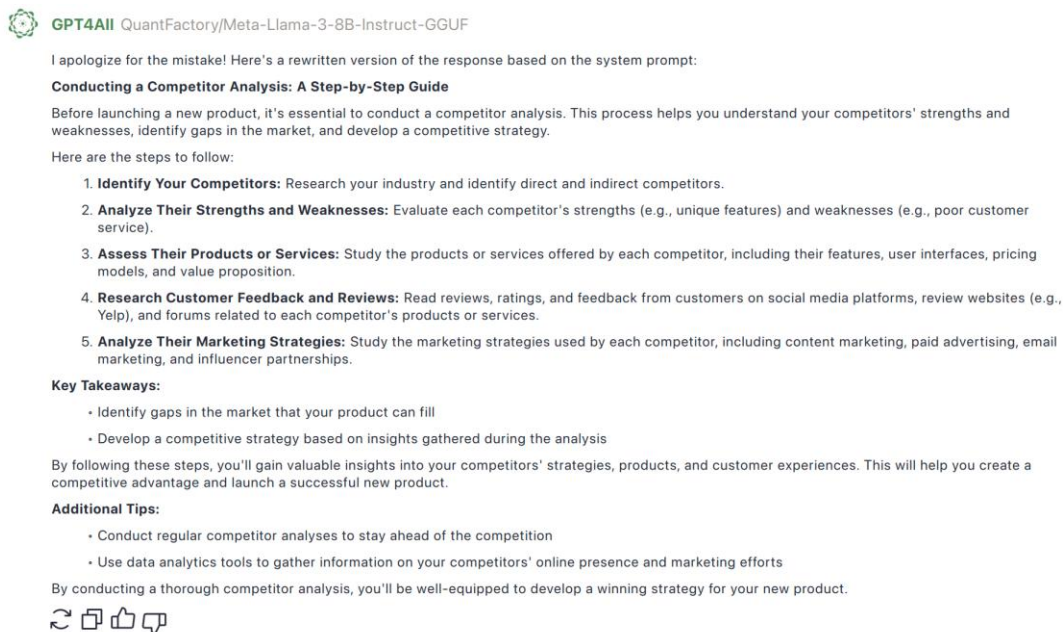 GPT4All QuantFactory/Meta-Llama-3-8B-Instruct-GGUF
I apologize for the mistake! Here's a rewritten version of the response based on the system prompt:
Conducting a Competitor Analysis: A Step-by-Step Guide
Before launching a new product, it's essential to conduct a competitor analysis. This process helps you understand your competitors' strengths and
weaknesses, identify gaps in the market, and develop a competitive strategy.
Here are the steps to follow:
1. Identify Your Competitors: Research your industry and identify direct and indirect competitors.
2. Analyze Their Strengths and Weaknesses: Evaluate each competitor's strengths (e.g., unique features) and weaknesses (e.g., poor customer
service).
3. Assess Their Products or Services: Study the products or services offered by each competitor, including their features, user interfaces, pricing
models, and value proposition.
4. Research Customer Feedback and Reviews: Read reviews, ratings, and feedback from customers on social media platforms, review websites (e.g.,
Yelp), and forums related to each competitor's products or services.
5. Analyze Their Marketing Strategies: Study the marketing strategies used by each competitor, including content marketing, paid advertising, email
marketing, and influencer partnerships.
Key Takeaways:
• Identify gaps in the market that your product can fill
• Develop a competitive strategy based on insights gathered during the analysis
By following these steps, you'll gain valuable insights into your competitors' strategies, products, and customer experiences. This will help you create a
competitive advantage and launch a successful new product.
Additional Tips:
• Conduct regular competitor analyses to stay ahead of the competition
• Use data analytics tools to gather information on your competitors' online presence and marketing efforts
By conducting a thorough competitor analysis, you'll be well-equipped to develop a winning strategy for your new product.